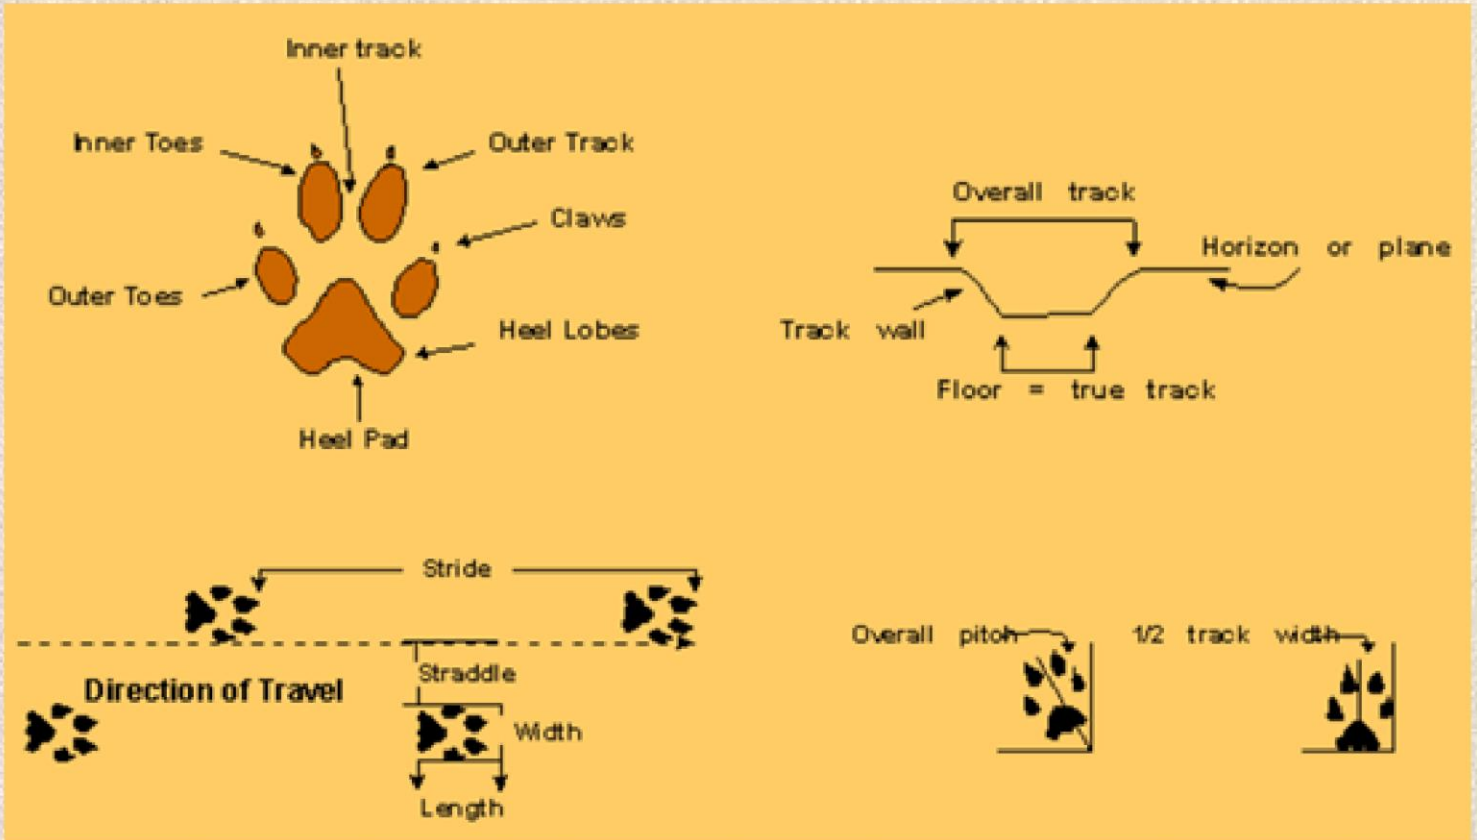 Inner track
Inner Toes
Outer Track
Claws
Outer Toes
Heel Lobes
Heel Pad
Overall track
Horizon or plane
Track wall
Floor = true track
Stride
Straddle
Direction of Travel
Width
Length
Overall pitch
1/2 track width